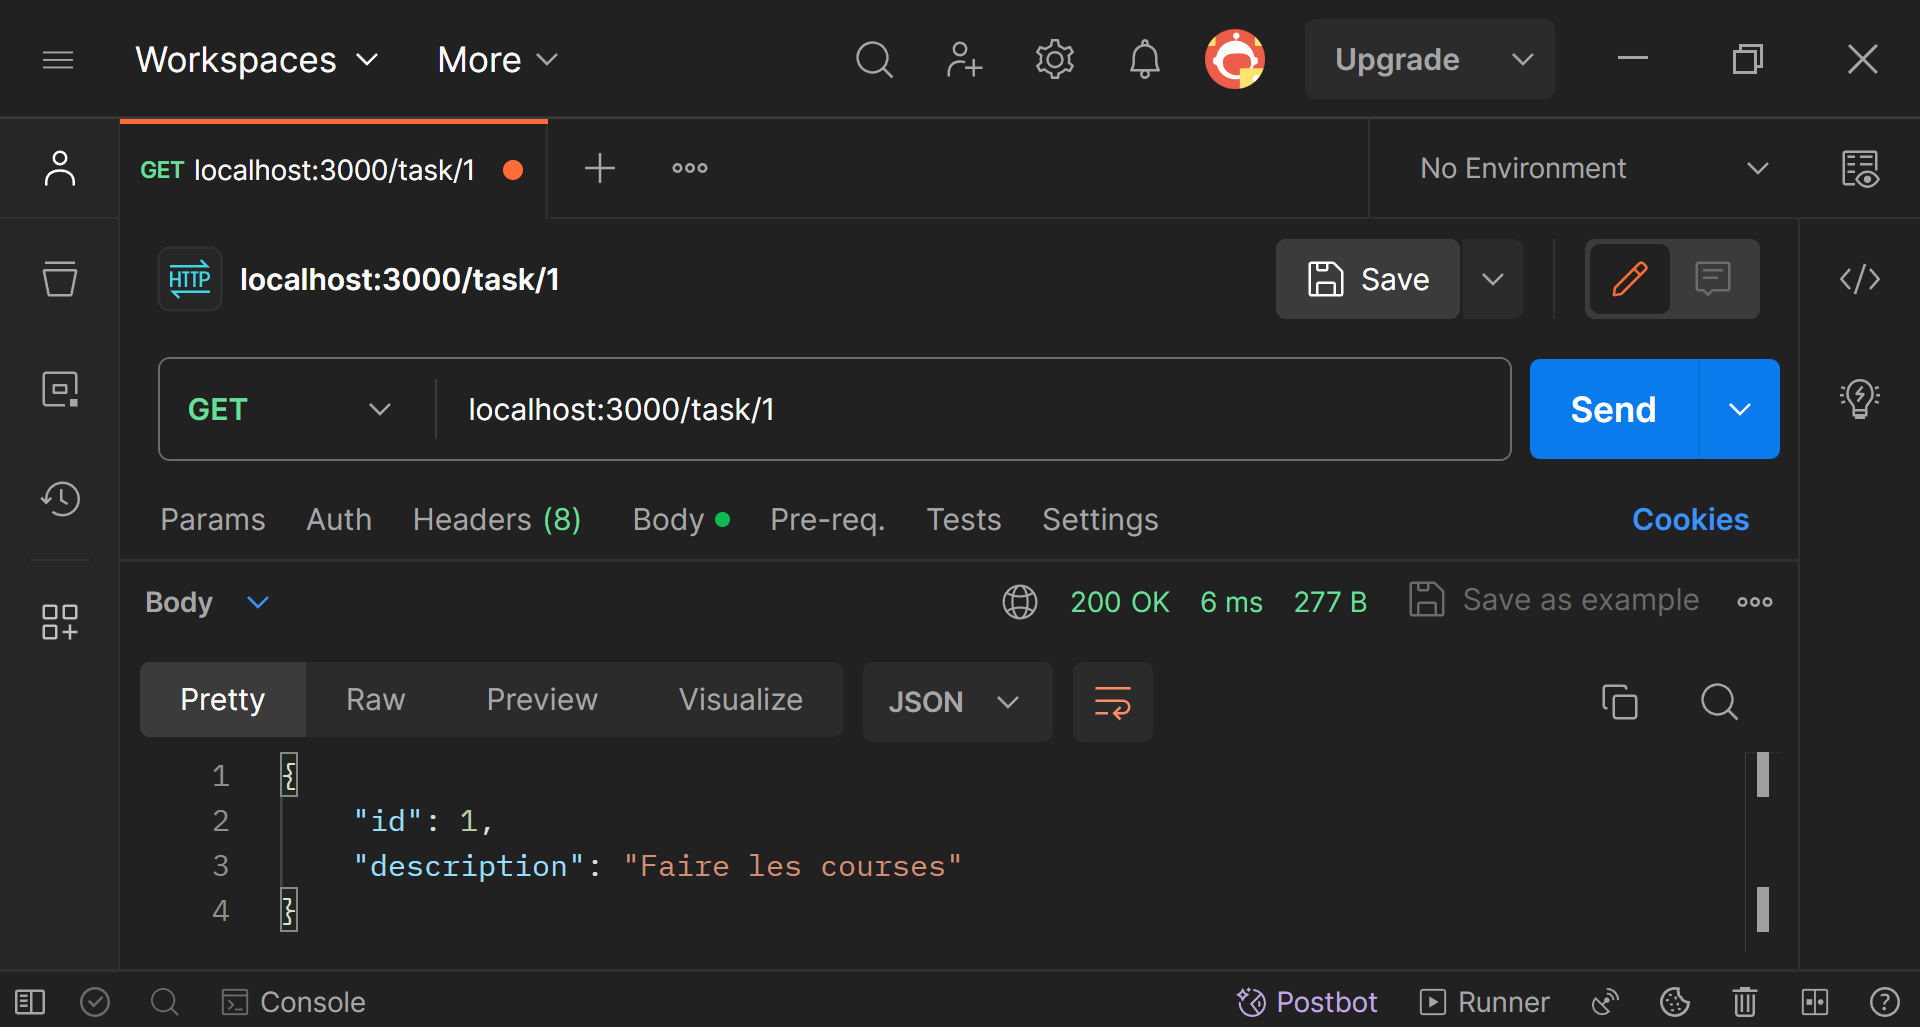 Workspaces More Upgrade
GET localhost:3000/task/1 No Environment
HTTP localhost:3000/task/1 Save
GET localhost:3000/task/1 Send
Params Auth Headers (8) Body Pre-req. Tests Settings Cookies
Body 200 OK 6 ms 277 B Save as example
Pretty Raw Preview Visualize JSON
1 {
2 "id": 1,
3 "description": "Faire les courses"
4 }
Console Postbot Runner